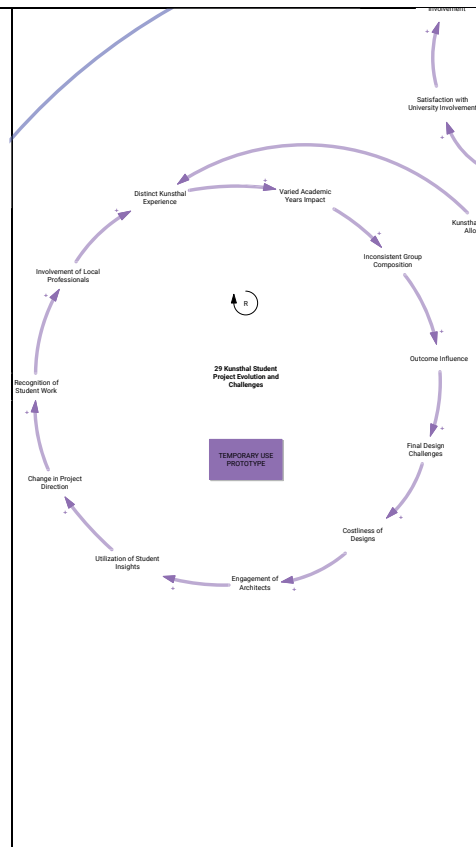 Involvement
+
Satisfaction with
University Involvement
+
Distinct Kunsthal
Experience
+
Varied Academic
Years Impact
+
Kunstha
Allo
+
Inconsistent Group
Composition
Involvement of Local
Professionals
+
R
+
Outcome Influence
29 Kunsthal Student
Project Evolution and
Challenges
Recognition of
Student Work
+
+
Final Design
Challenges
TEMPORARY USE
PROTOTYPE
Change in Project
Direction
+
+
Costliness of
Designs
Utilization of Student
Insights
Engagement of
Architects
+
+